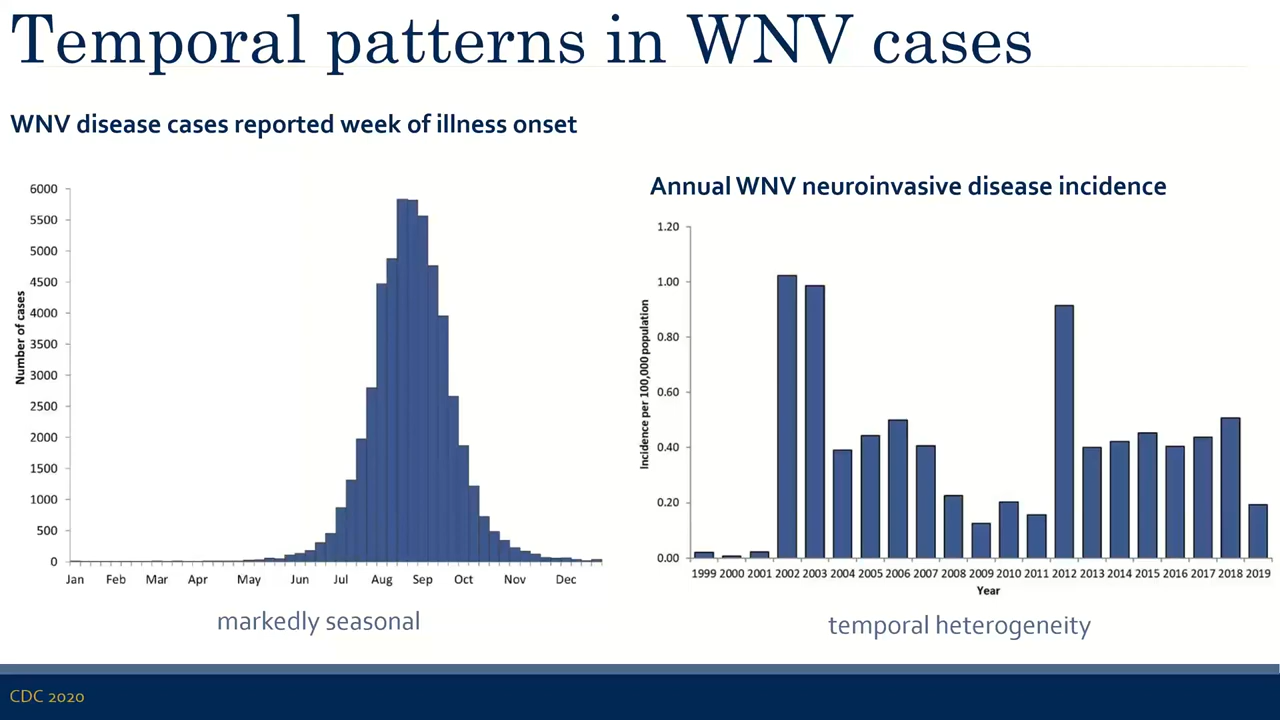 Temporal patterns in WNV cases
WNV disease cases reported week of illness onset
6000
5500
5000
4500
4000
3500
3000
2500
2000
1500
1000
500
0
Number of cases
Jan Feb Mar Apr May Jun Jul Aug Sep Oct Nov Dec
markedly seasonal
Annual WNV neuroinvasive disease incidence
1.20
1.00
0.80
0.60
0.40
0.20
0.00
Incidence per 100,000 population
1999 2000 2001 2002 2003 2004 2005 2006 2007 2008 2009 2010 2011 2012 2013 2014 2015 2016 2017 2018 2019
Year
temporal heterogeneity
CDC 2020